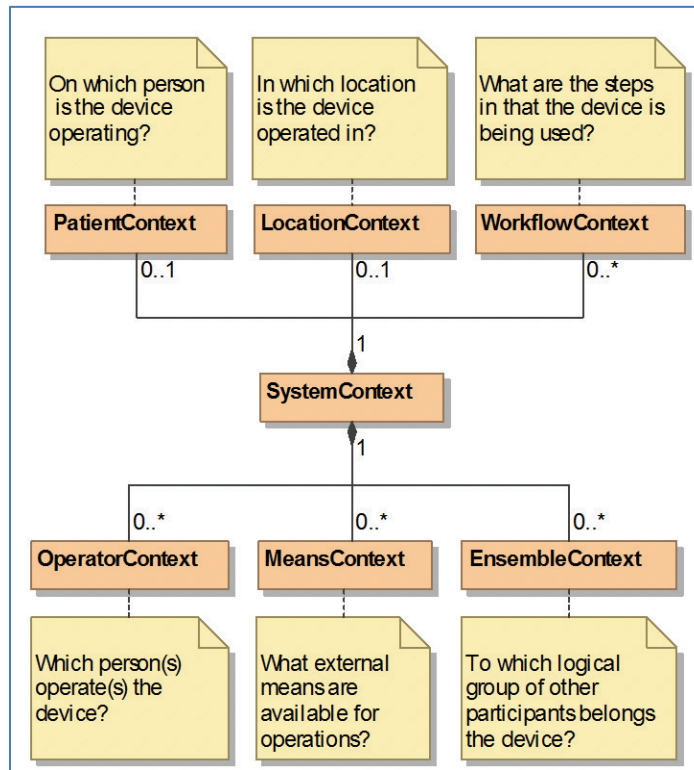 On which person
is the device
operating?
In which location
is the device
operated in?
What are the steps
in that the device is
being used?
PatientContext
LocationContext
WorkflowContext
0..1
0..1
0..*
1
SystemContext
1
0..*
0..*
0..*
OperatorContext
MeansContext
EnsembleContext
Which person(s)
operate(s) the
device?
What external
means are
available for
operations?
To which logical
group of other
participants belongs
the device?